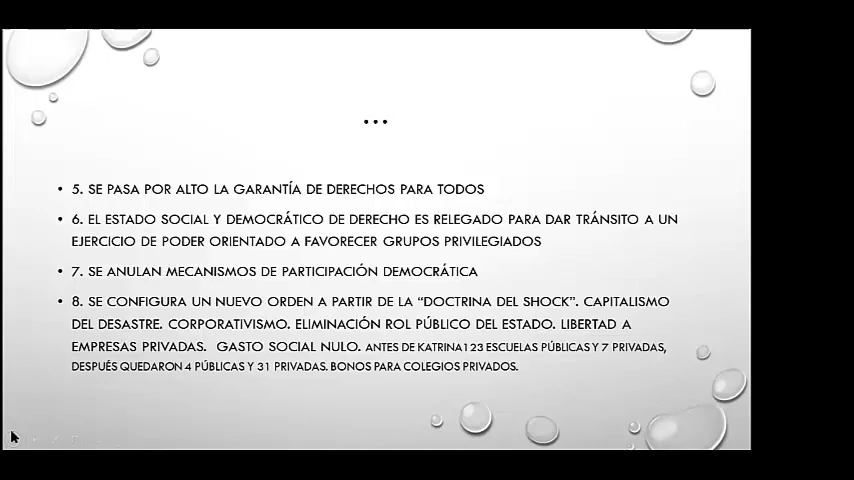 ...
• 5. SE PASA POR ALTO LA GARANTÍA DE DERECHOS PARA TODOS
• 6. EL ESTADO SOCIAL Y DEMOCRÁTICO DE DERECHO ES RELEGADO PARA DAR TRÁNSITO A UN
EJERCICIO DE PODER ORIENTADO A FAVORECER GRUPOS PRIVILEGIADOS
• 7. SE ANULAN MECANISMOS DE PARTICIPACIÓN DEMOCRÁTICA
• 8. SE CONFIGURA UN NUEVO ORDEN A PARTIR DE LA “DOCTRINA DEL SHOCK”. CAPITALISMO
DEL DESASTRE. CORPORATIVISMO. ELIMINACIÓN ROL PÚBLICO DEL ESTADO. LIBERTAD A
EMPRESAS PRIVADAS. GASTO SOCIAL NULO. ANTES DE KATRINA123 ESCUELAS PÚBLICAS Y 7 PRIVADAS,
DESPUÉS QUEDARON 4 PÚBLICAS Y 31 PRIVADAS. BONOS PARA COLEGIOS PRIVADOS.